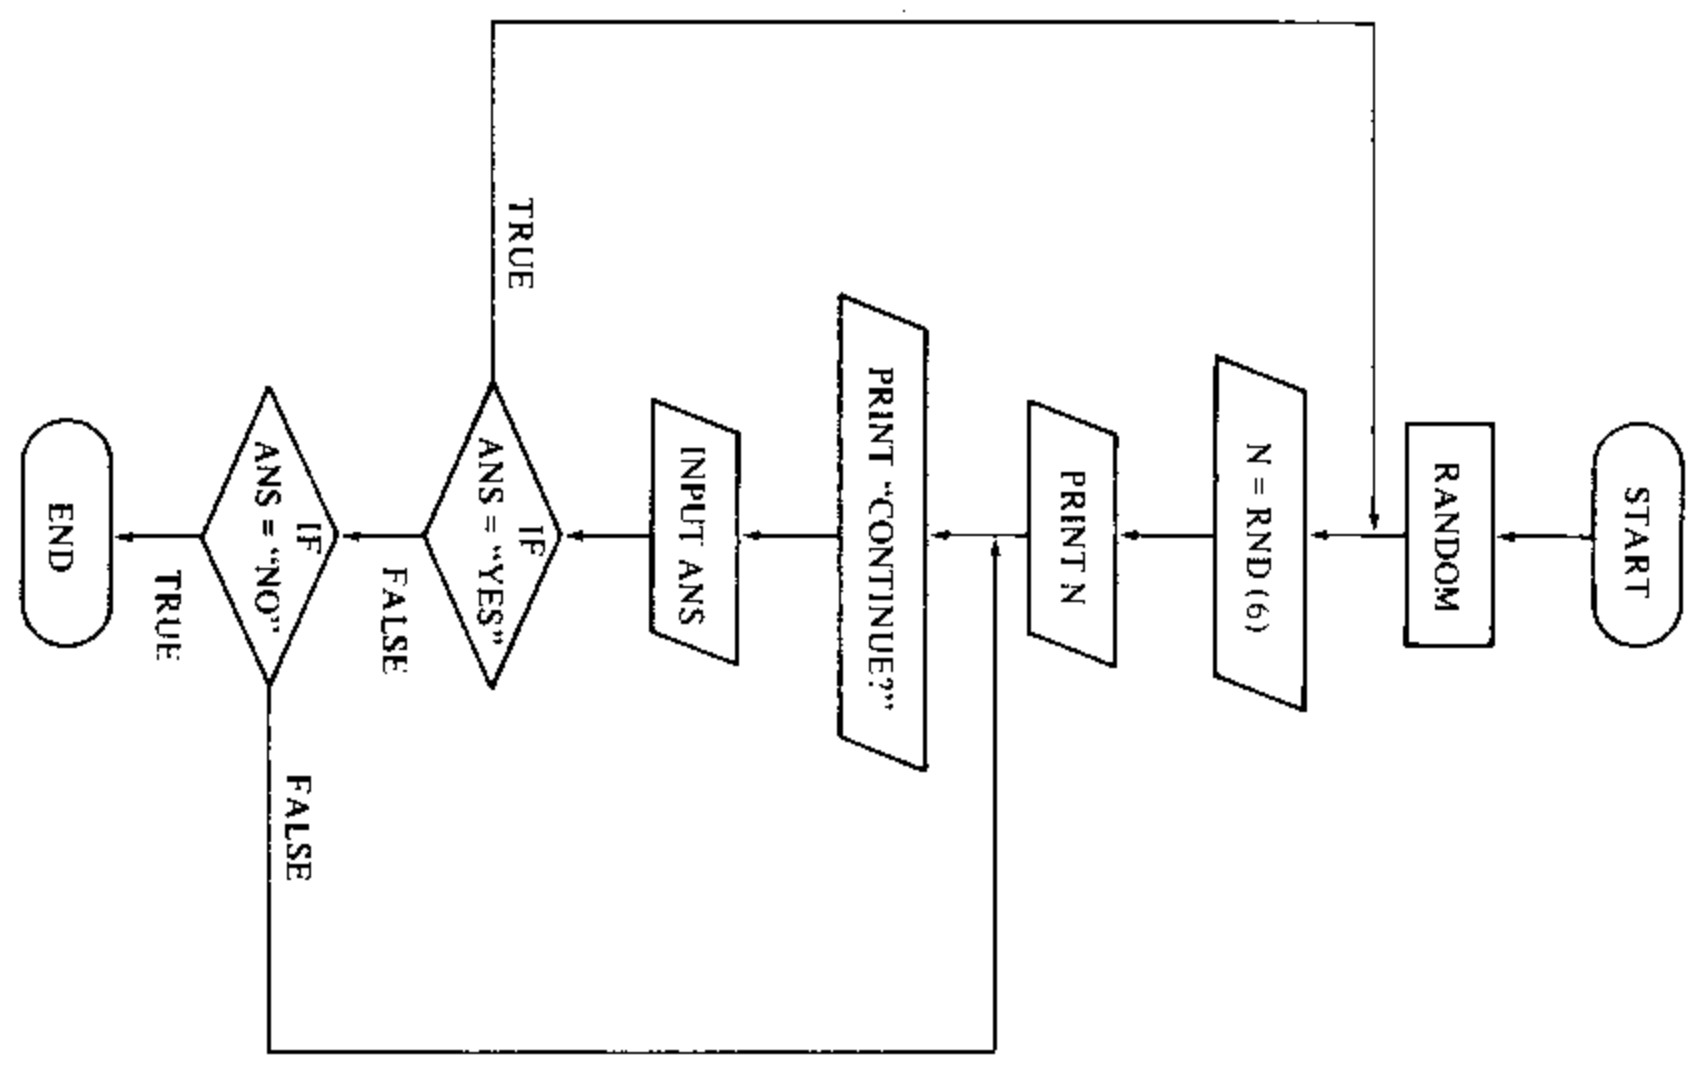 START
RANDOM
N = RND (6)
PRINT N
PRINT “CONTINUE?”
INPUT ANS
IF
ANS = “YES”
TRUE
FALSE
IF
ANS = “NO”
FALSE
TRUE
END